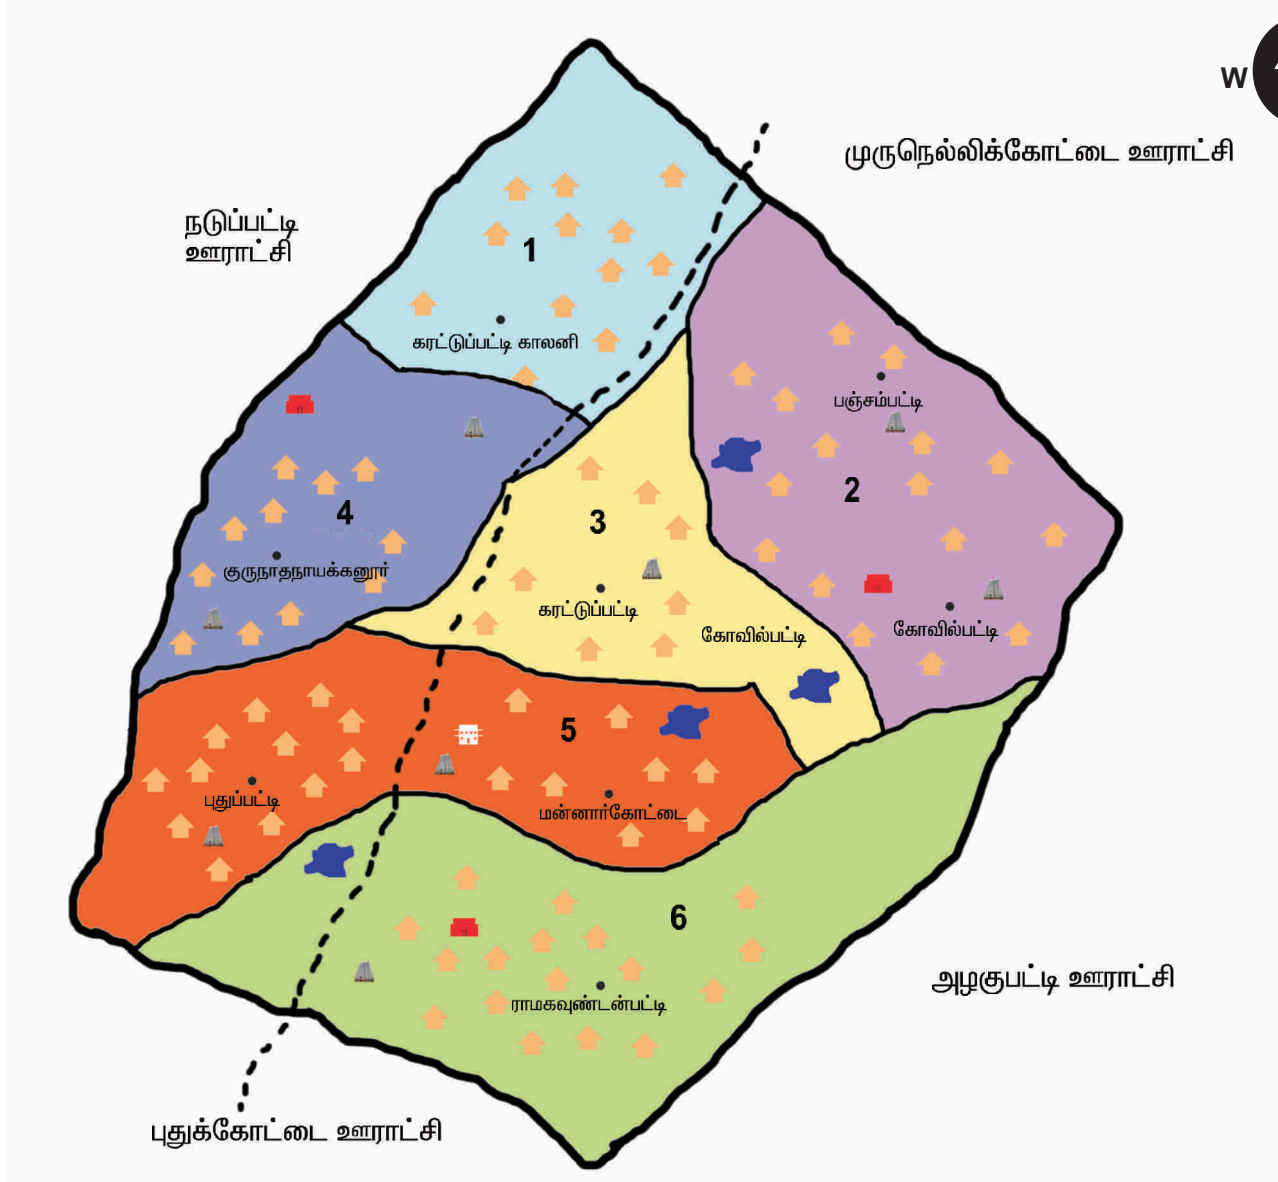 W
முருநெல்லிக்கோட்டை ஊராட்சி
நடுப்பட்டி
ஊராட்சி
1
கரட்டுப்பட்டி காலனி
பஞ்சம்பட்டி
2
4
3
குருநாதநாயக்கனூர்
கரட்டுப்பட்டி
கோவில்பட்டி
கோவில்பட்டி
5
புதுப்பட்டி
மன்னார்கோட்டை
6
அழகுபட்டி ஊராட்சி
ராமகவுண்டன்பட்டி
புதுக்கோட்டை ஊராட்சி